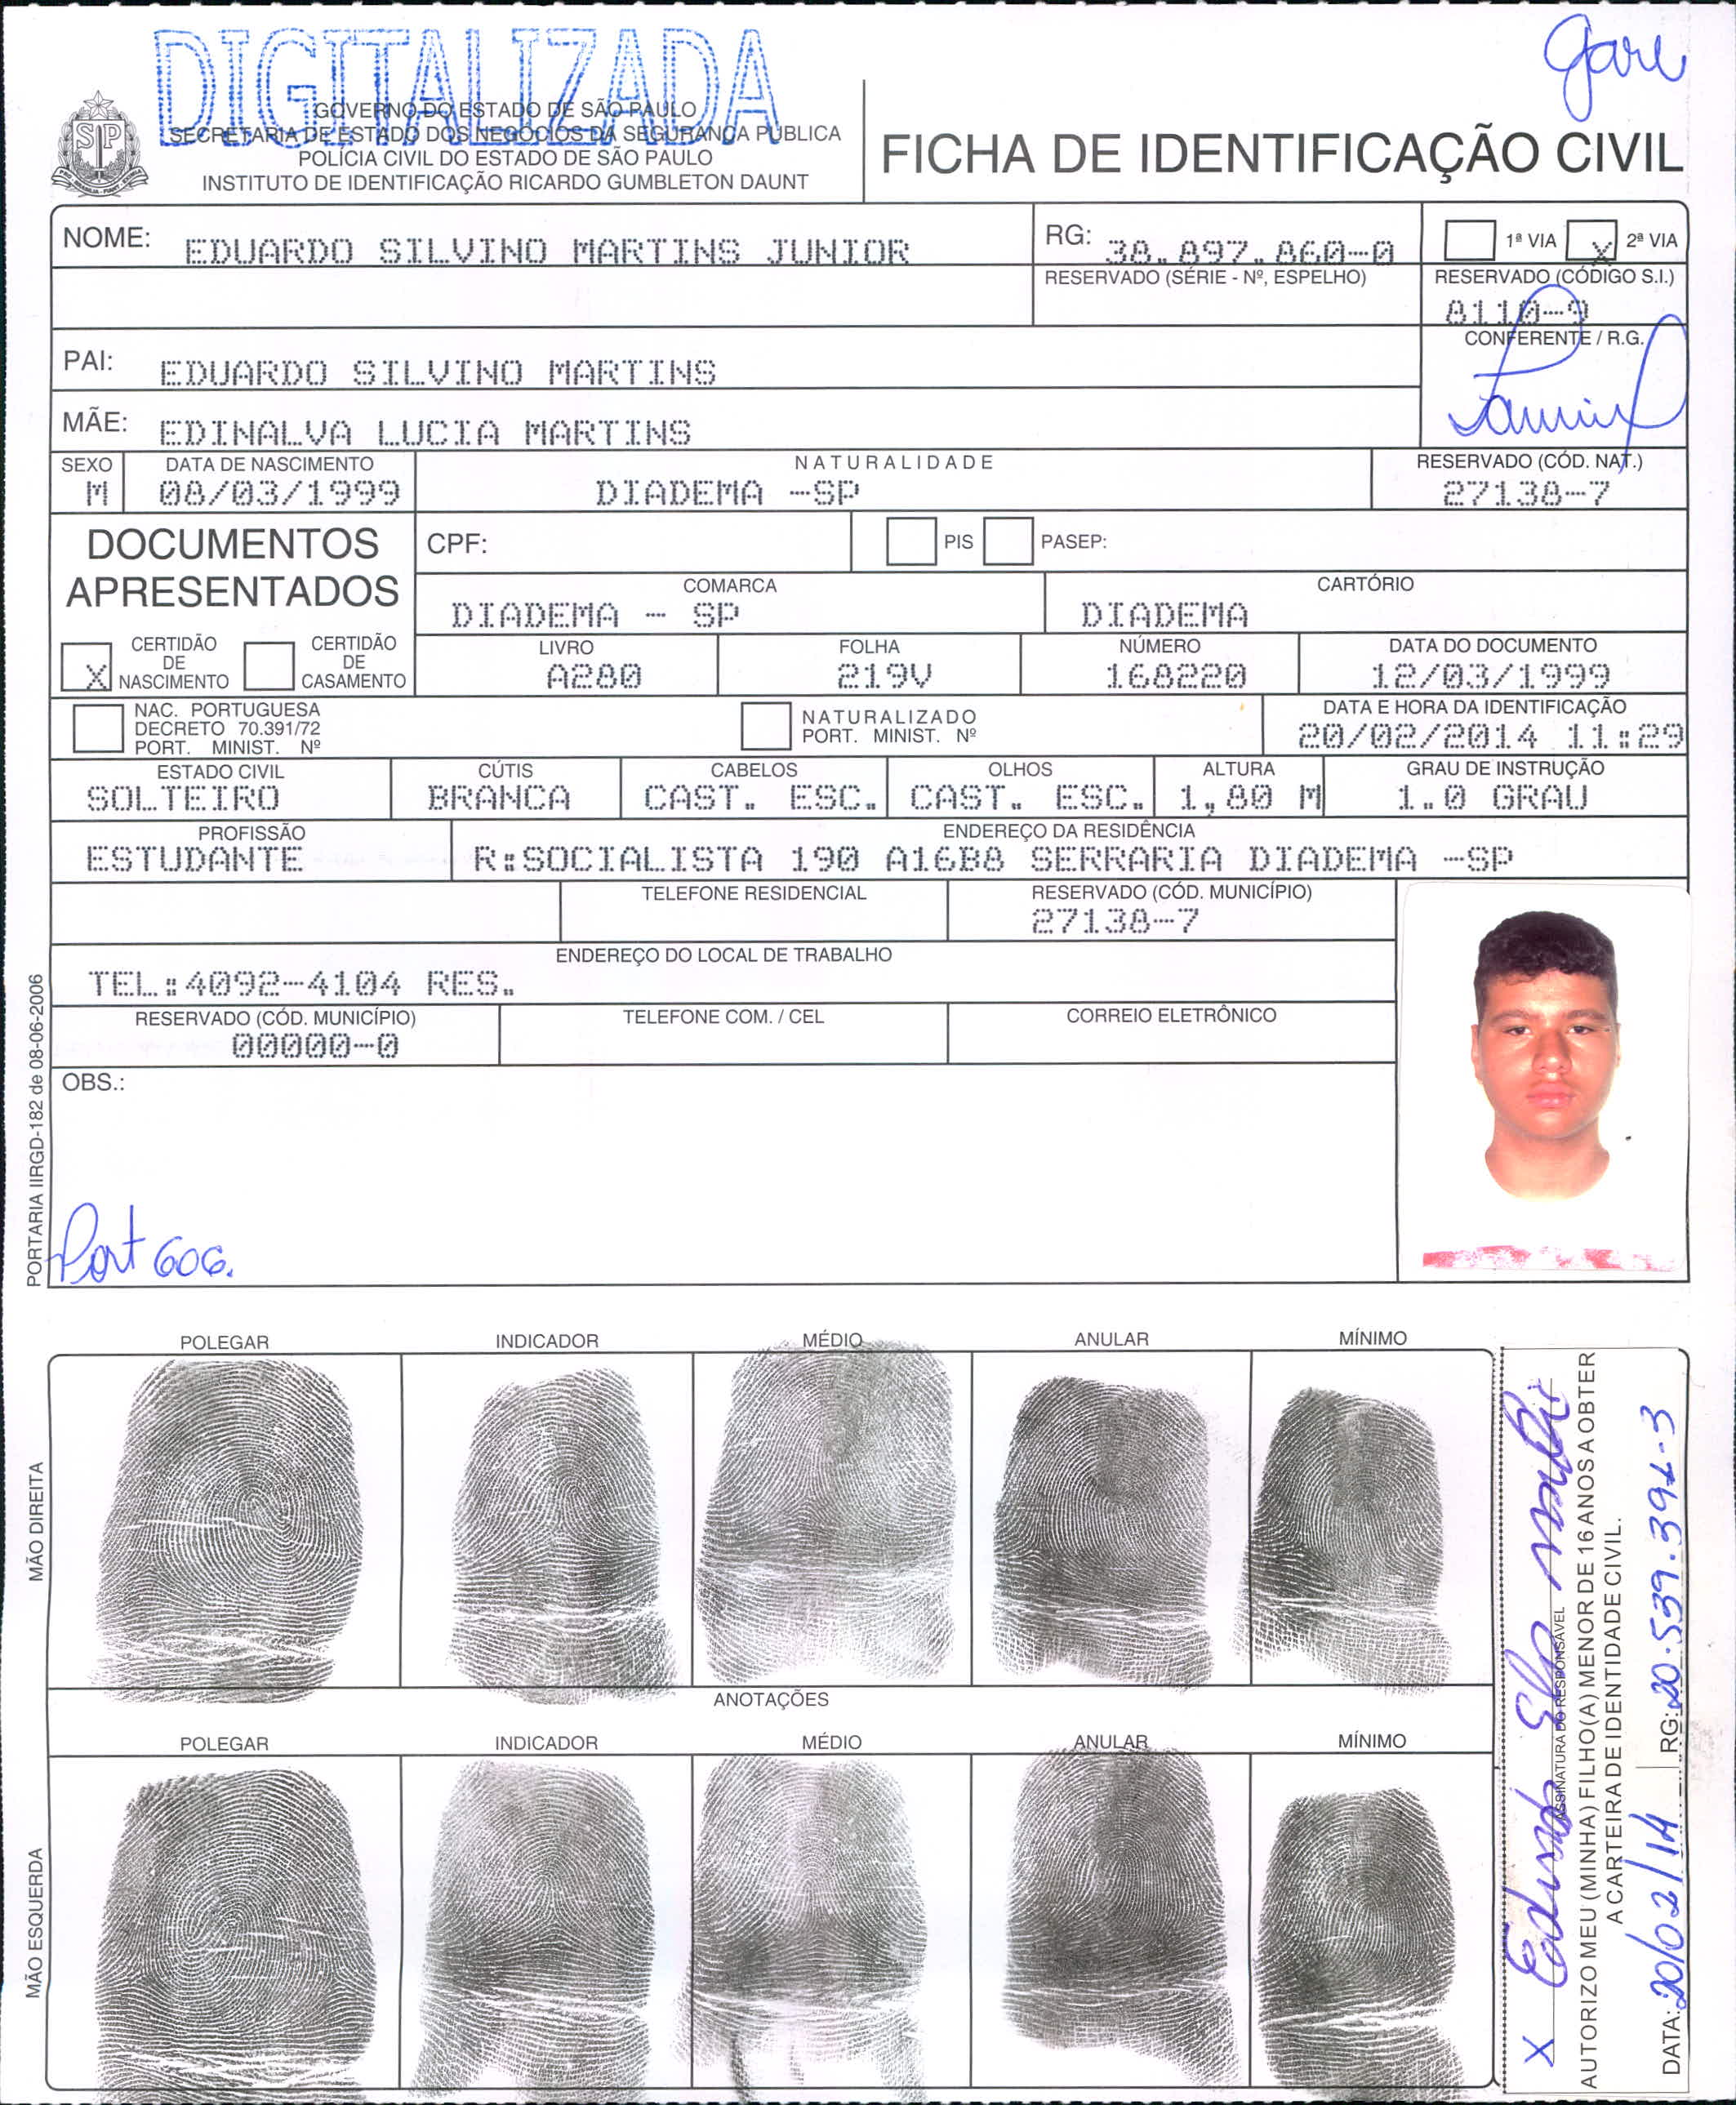 DIGITALIZADA
Gare
GOVERNO DO ESTADO DE SÃO PAULO
SECRETARIA DE ESTADO DOS NEGÓCIOS DA SEGURANÇA PÚBLICA
POLÍCIA CIVIL DO ESTADO DE SÃO PAULO
INSTITUTO DE IDENTIFICAÇÃO RICARDO GUMBLETON DAUNT
SP
FICHA DE IDENTIFICAÇÃO CIVIL
NOME: EDUARDO SILVINO MARTINS JUNIOR
RG: 38.897.860-0
1ª VIA X 2ª VIA
RESERVADO (SÉRIE - Nº, ESPELHO)
RESERVADO (CÓDIGO S.I.)
8110-9
PAI: EDUARDO SILVINO MARTINS
CONFERENTE / R.G.
MÃE: EDINALVA LUCIA MARTINS
SEXO DATA DE NASCIMENTO NATURALIDADE RESERVADO (CÓD. NAT.)
M 08/03/1999 DIADEMA -SP 27138-7
DOCUMENTOS
APRESENTADOS
CPF: PIS PASEP:
COMARCA CARTÓRIO
DIADEMA - SP DIADEMA
X CERTIDÃO
DE
NASCIMENTO
CERTIDÃO
DE
CASAMENTO
LIVRO FOLHA NÚMERO DATA DO DOCUMENTO
A280 219V 168220 12/03/1999
NAC. PORTUGUESA
DECRETO 70.391/72
PORT. MINIST. Nº
NATURALIZADO
PORT. MINIST. Nº
DATA E HORA DA IDENTIFICAÇÃO
20/02/2014 11:29
ESTADO CIVIL CÚTIS CABELOS OLHOS ALTURA GRAU DE INSTRUÇÃO
SOLTEIRO BRANCA CAST. ESC. CAST. ESC. 1,80 M 1.0 GRAU
PROFISSÃO ENDEREÇO DA RESIDÊNCIA
ESTUDANTE R:SOCIALISTA 190 A16B8 SERRARIA DIADEMA -SP
TELEFONE RESIDENCIAL RESERVADO (CÓD. MUNICÍPIO)
27138-7
ENDEREÇO DO LOCAL DE TRABALHO
TEL:4092-4104 RES.
RESERVADO (CÓD. MUNICÍPIO) TELEFONE COM. / CEL CORREIO ELETRÔNICO
00000-0
OBS.:
Port 606.
PORTARIA IIRGD-182 de 08-06-2006
POLEGAR INDICADOR MÉDIO ANULAR MÍNIMO
MÃO DIREITA
ANOTAÇÕES
POLEGAR INDICADOR MÉDIO ANULAR MÍNIMO
MÃO ESQUERDA
X Eduardo
ASSINATURA DO RESPONSÁVEL
AUTORIZO MEU (MINHA) FILHO(A) MENOR DE 16 ANOS A OBTER
A CARTEIRA DE IDENTIDADE CIVIL.
DATA: 20/02/14 RG: